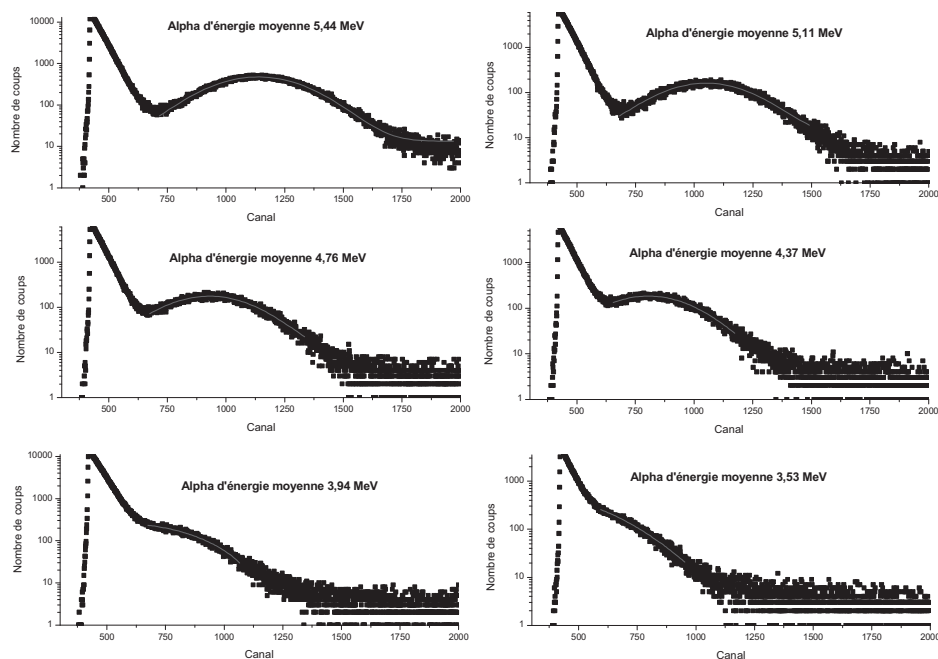 Alpha d'énergie moyenne 5,44 MeV
10000
1000
100
10
1
Nombre de coups
500 750 1000 1250 1500 1750 2000
Canal
Alpha d'énergie moyenne 5,11 MeV
1000
100
10
1
Nombre de coups
500 750 1000 1250 1500 1750 2000
Canal
Alpha d'énergie moyenne 4,76 MeV
1000
100
10
1
Nombre de coups
500 750 1000 1250 1500 1750 2000
Canal
Alpha d'énergie moyenne 4,37 MeV
1000
100
10
1
Nombre de coups
500 750 1000 1250 1500 1750 2000
Canal
Alpha d'énergie moyenne 3,94 MeV
10000
1000
100
10
1
Nombre de coups
500 750 1000 1250 1500 1750 2000
Canal
Alpha d'énergie moyenne 3,53 MeV
1000
100
10
1
Nombre de coups
500 750 1000 1250 1500 1750 2000
Canal